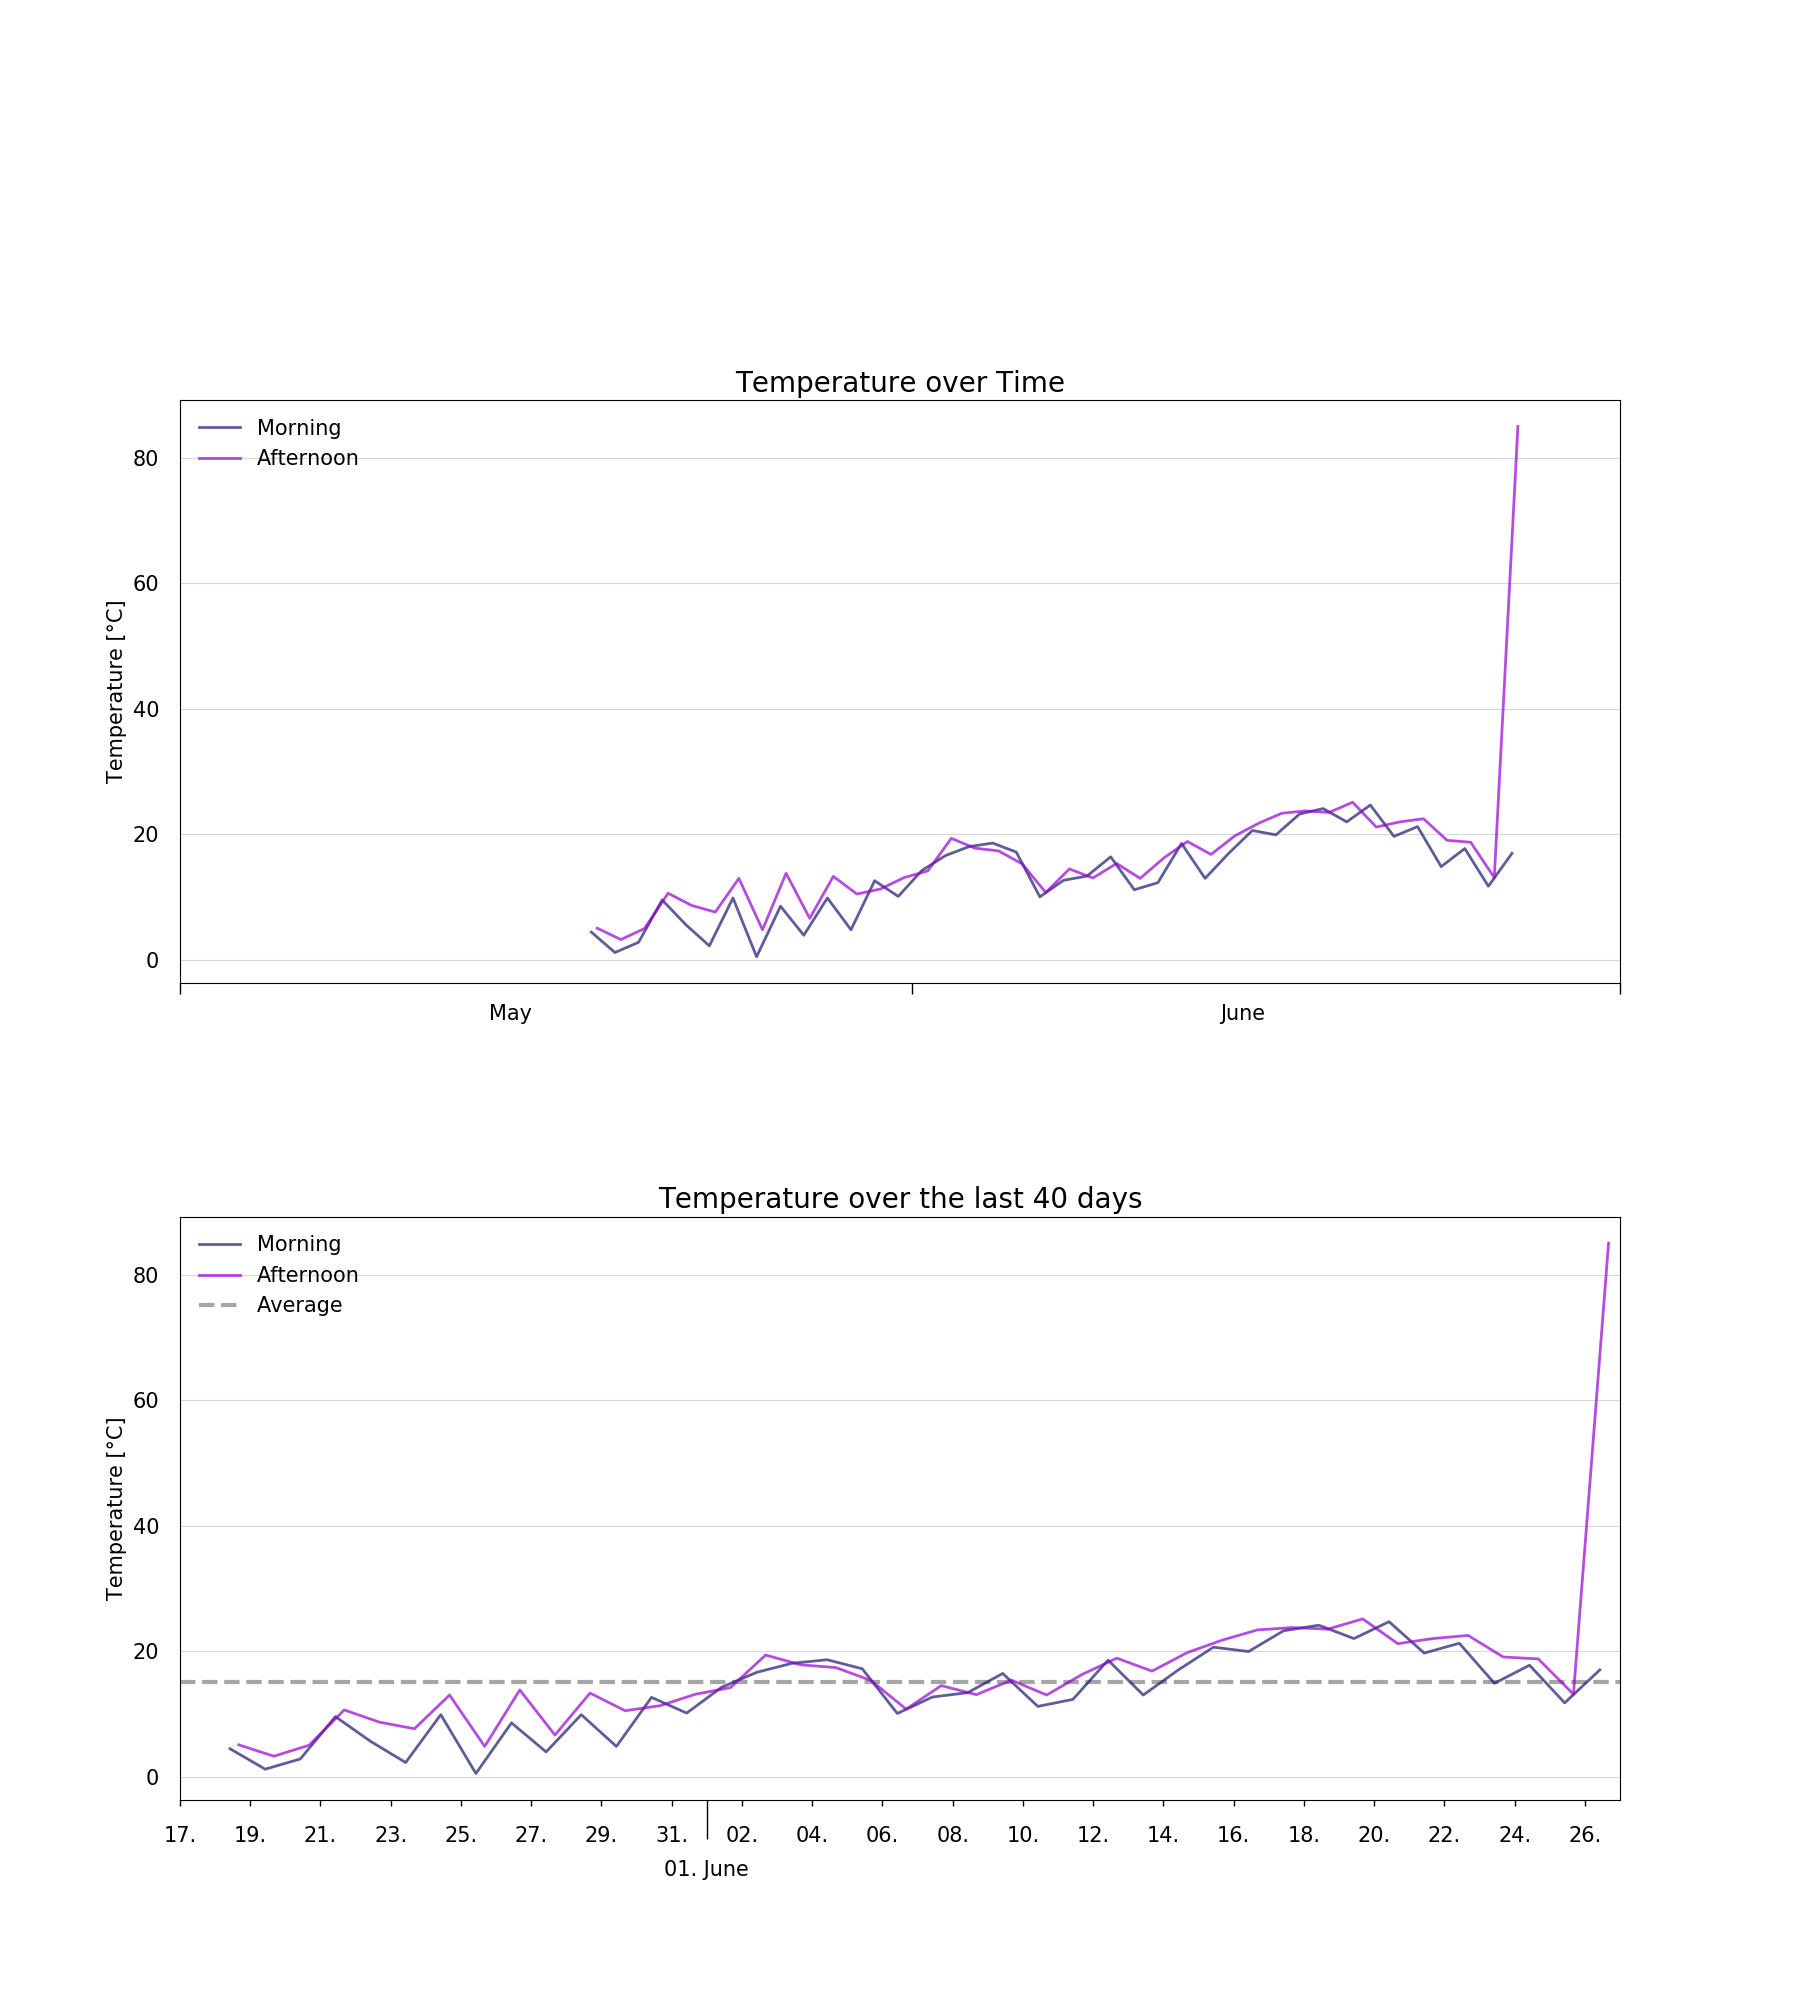 Temperature over Time
Morning
Afternoon
80
60
40
20
0
Temperature [°C]
May June
Temperature over the last 40 days
Morning
Afternoon
Average
80
60
40
20
0
Temperature [°C]
17. 19. 21. 23. 25. 27. 29. 31. 02. 04. 06. 08. 10. 12. 14. 16. 18. 20. 22. 24. 26.
01. June